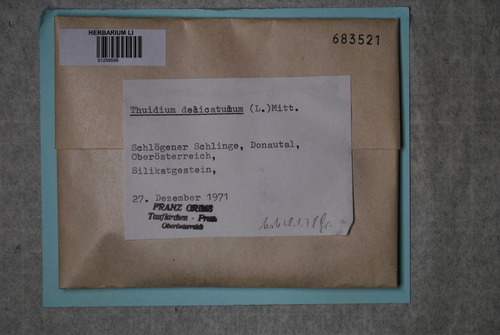 HERBARIUM LI
683521
Thuidium delicatulum (L.)Mitt.
Schlögener Schlinge, Donautal,
Oberösterreich,
Silikatgestein,
27. Dezember 1971
FRANZ GRIMS
Taufkirchen - Pram
Oberösterreich